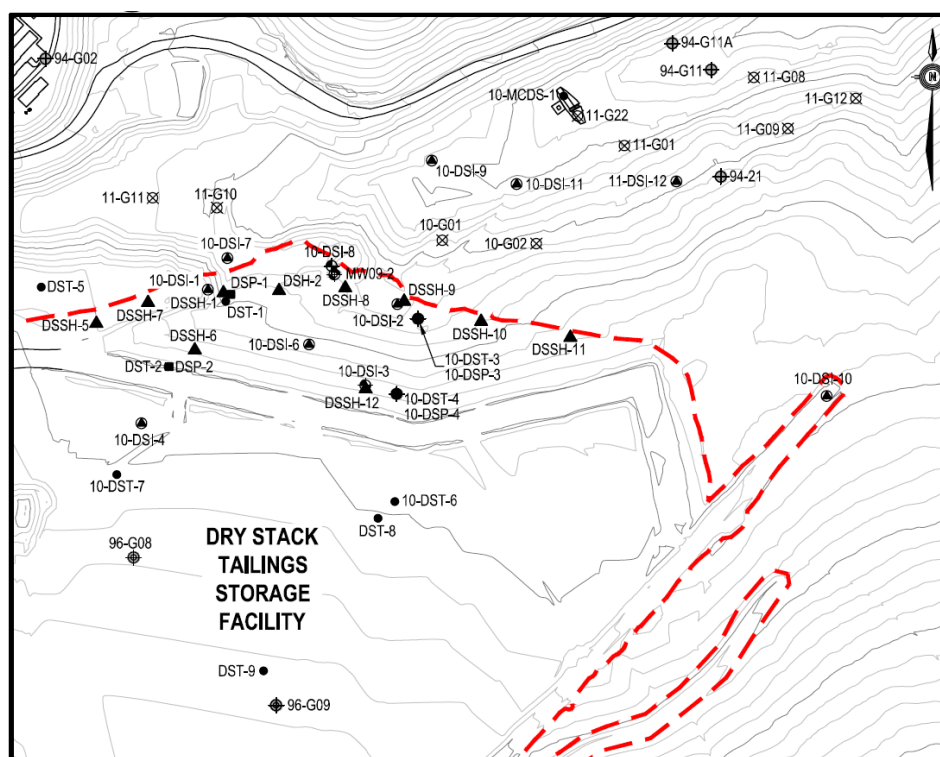 94-G11A
94-G02
94-G11
11-G08
10-MCDS-1
11-G12
11-G22
11-G09
11-G01
10-DSI-9
94-21
10-DSI-11
11-DSI-12
11-G11
11-G10
10-G01
10-G02
10-DSI-7
10-DSI-8
MW09-2
10-DSI-1
DSP-1
DSH-2
DST-5
DSSH-8
DSSH-9
DSSH-7
DSSH-1
DST-1
10-DSI-2
DSSH-5
DSSH-10
DSSH-6
10-DSI-6
DSSH-11
10-DST-3
10-DSP-3
DST-2
DSP-2
10-DSI-3
10-DSI-10
DSSH-12
10-DST-4
10-DSP-4
10-DSI-4
10-DST-7
10-DST-6
DST-8
DRY STACK
TAILINGS
STORAGE
FACILITY
96-G08
DST-9
96-G09